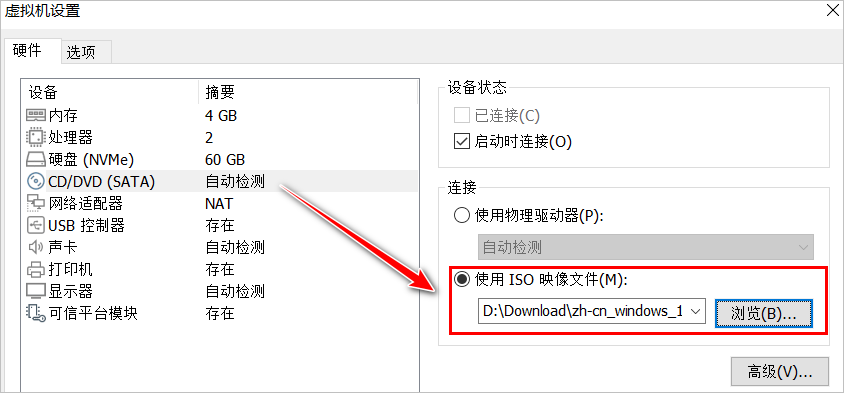 虚拟机设置
硬件 选项
设备 摘要
内存 4 GB
处理器 2
硬盘 (NVMe) 60 GB
CD/DVD (SATA) 自动检测
网络适配器 NAT
USB 控制器 存在
声卡 自动检测
打印机 存在
显示器 自动检测
可信平台模块 存在
设备状态
已连接(C)
启动时连接(O)
连接
使用物理驱动器(P):
自动检测
使用 ISO 映像文件(M):
D:\Download\zh-cn_windows_1 浏览(B)...
高级(V)...